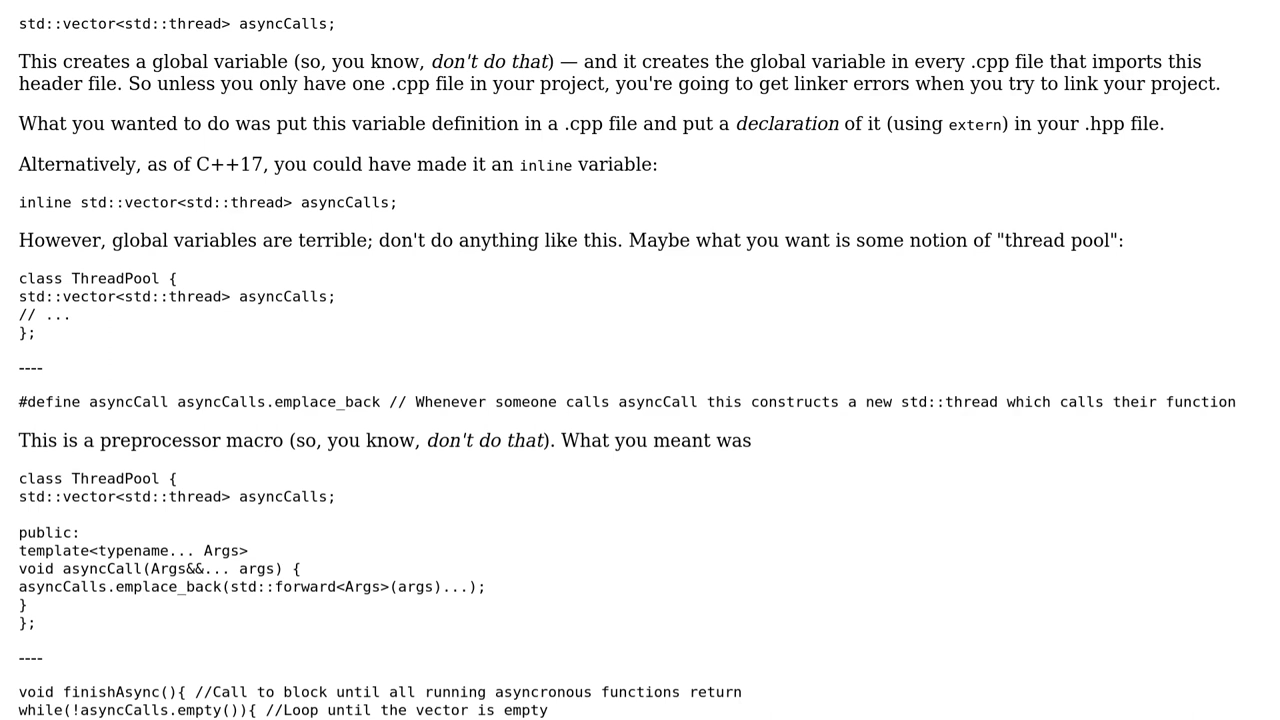 std::vector<std::thread> asyncCalls;
This creates a global variable (so, you know, don't do that) — and it creates the global variable in every .cpp file that imports this
header file. So unless you only have one .cpp file in your project, you're going to get linker errors when you try to link your project.
What you wanted to do was put this variable definition in a .cpp file and put a declaration of it (using extern) in your .hpp file.
Alternatively, as of C++17, you could have made it an inline variable:
inline std::vector<std::thread> asyncCalls;
However, global variables are terrible; don't do anything like this. Maybe what you want is some notion of "thread pool":
class ThreadPool {
std::vector<std::thread> asyncCalls;
// ...
};
----
#define asyncCall asyncCalls.emplace_back // Whenever someone calls asyncCall this constructs a new std::thread which calls their function
This is a preprocessor macro (so, you know, don't do that). What you meant was
class ThreadPool {
std::vector<std::thread> asyncCalls;
public:
template<typename... Args>
void asyncCall(Args&&... args) {
asyncCalls.emplace_back(std::forward<Args>(args)...);
}
};
----
void finishAsync(){ //Call to block until all running asyncronous functions return
while(!asyncCalls.empty()){ //Loop until the vector is empty